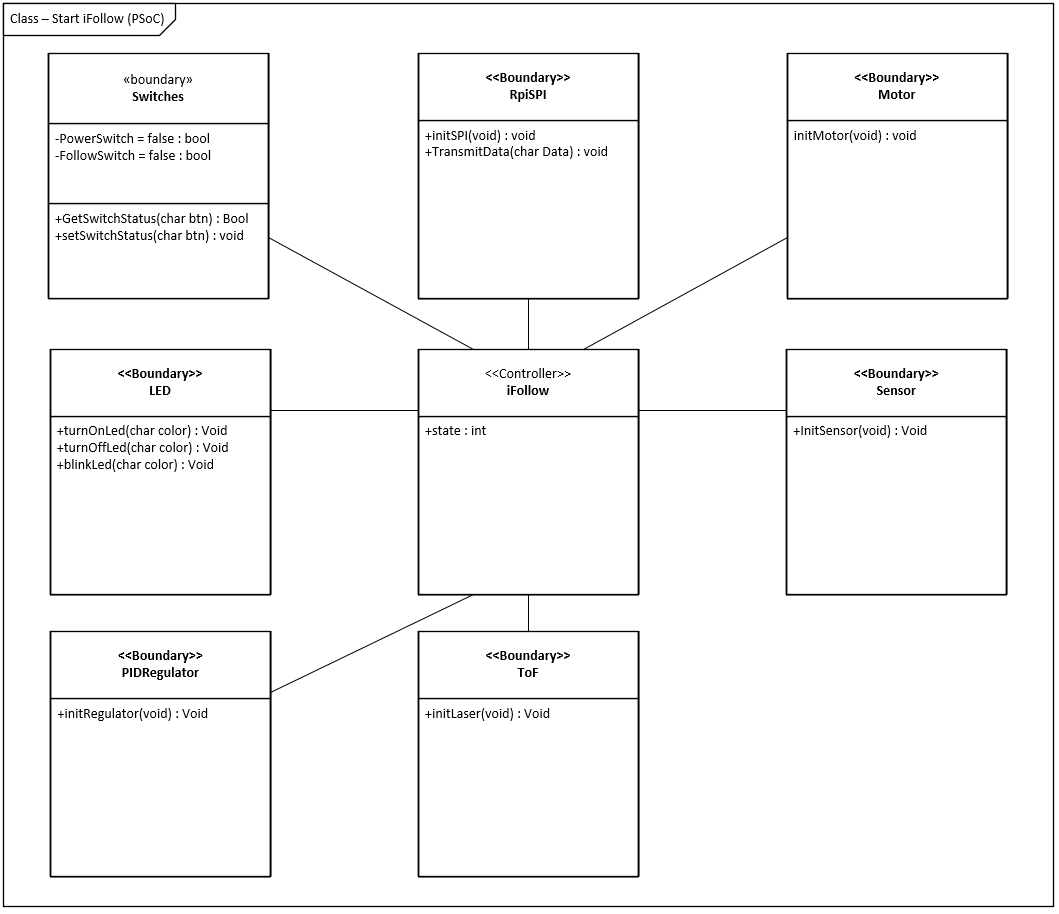 Class – Start iFollow (PSoC)
«boundary»
Switches
-PowerSwitch = false : bool
-FollowSwitch = false : bool
+GetSwitchStatus(char btn) : Bool
+setSwitchStatus(char btn) : void
<<Boundary>>
RpiSPI
+initSPI(void) : void
+TransmitData(char Data) : void
<<Boundary>>
Motor
initMotor(void) : void
<<Boundary>>
LED
+turnOnLed(char color) : Void
+turnOffLed(char color) : Void
+blinkLed(char color) : Void
<<Controller>>
iFollow
+state : int
<<Boundary>>
Sensor
+InitSensor(void) : Void
<<Boundary>>
PIDRegulator
+initRegulator(void) : Void
<<Boundary>>
ToF
+initLaser(void) : Void